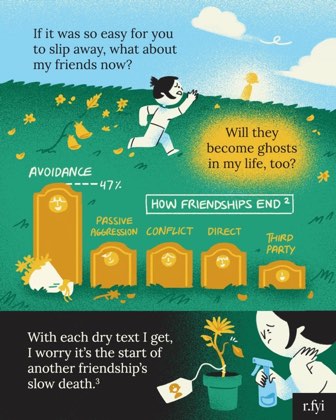 If it was so easy for you
to slip away, what about
my friends now?
Will they
become ghosts
in my life, too?
AVOIDANCE
47%
HOW FRIENDSHIPS END 2
PASSIVE
AGGRESSION
CONFLICT
DIRECT
THIRD
PARTY
With each dry text I get,
I worry it's the start of
another friendship's
slow death.3
r.fyi